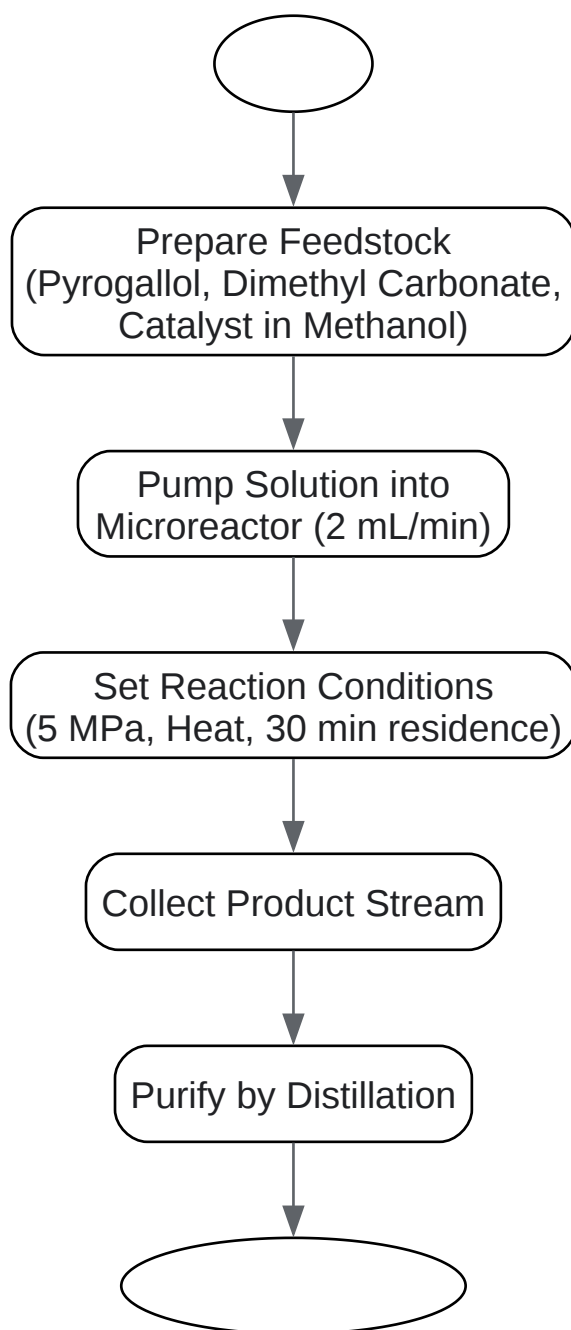 Prepare Feedstock
(Pyrogallol, Dimethyl Carbonate,
Catalyst in Methanol)
Pump Solution into
Microreactor (2 mL/min)
Set Reaction Conditions
(5 MPa, Heat, 30 min residence)
Collect Product Stream
Purify by Distillation